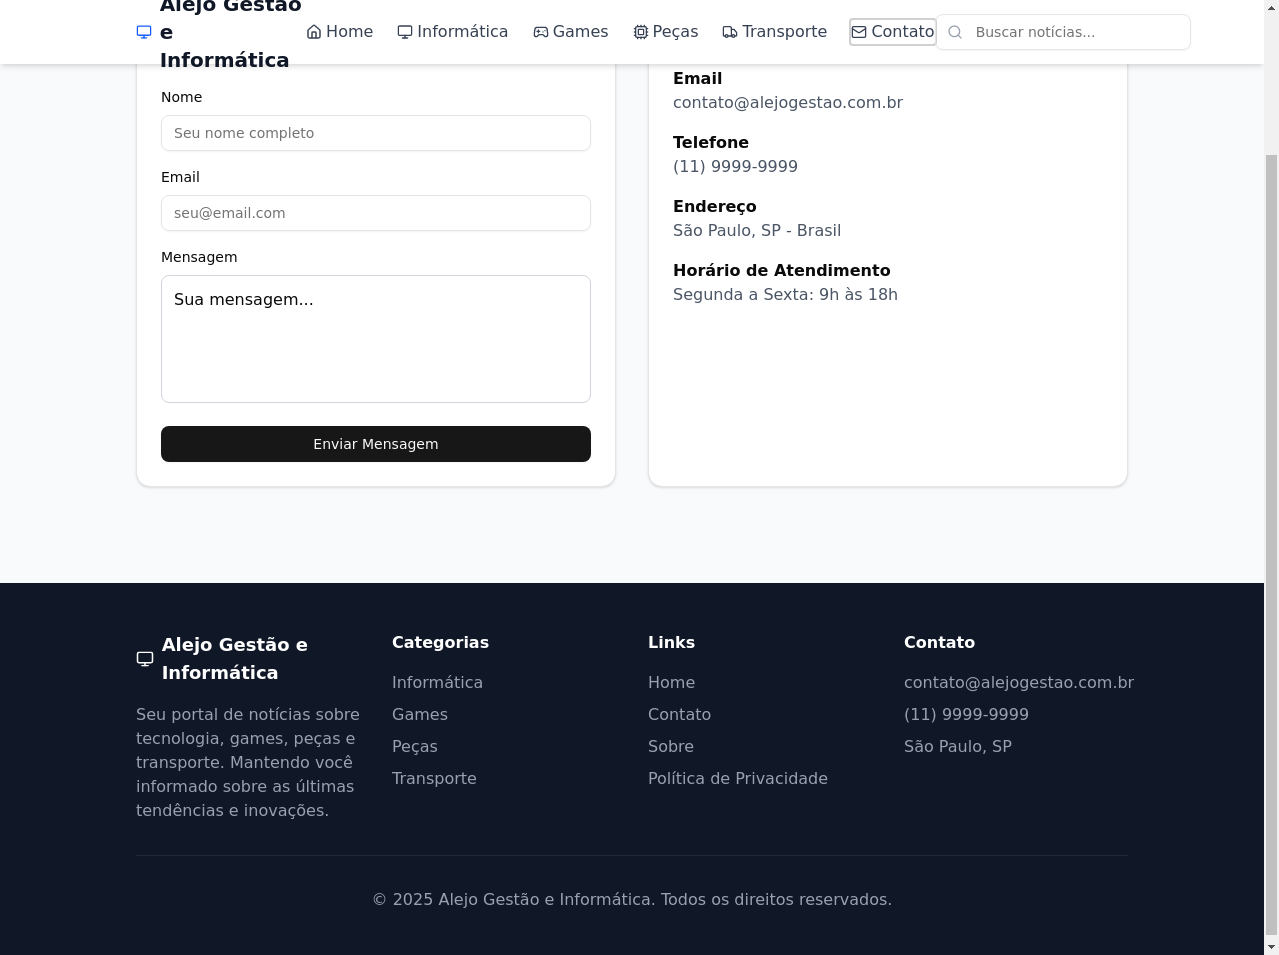 Alejo Gestão
e
Informática
Home
Informática
Games
Peças
Transporte
Contato
Buscar notícias...
Nome
Seu nome completo
Email
seu@email.com
Mensagem
Sua mensagem...
Enviar Mensagem
Email
contato@alejogestao.com.br
Telefone
(11) 9999-9999
Endereço
São Paulo, SP - Brasil
Horário de Atendimento
Segunda a Sexta: 9h às 18h
Alejo Gestão e
Informática
Seu portal de notícias sobre
tecnologia, games, peças e
transporte. Mantendo você
informado sobre as últimas
tendências e inovações.
Categorias
Informática
Games
Peças
Transporte
Links
Home
Contato
Sobre
Política de Privacidade
Contato
contato@alejogestao.com.br
(11) 9999-9999
São Paulo, SP
© 2025 Alejo Gestão e Informática. Todos os direitos reservados.